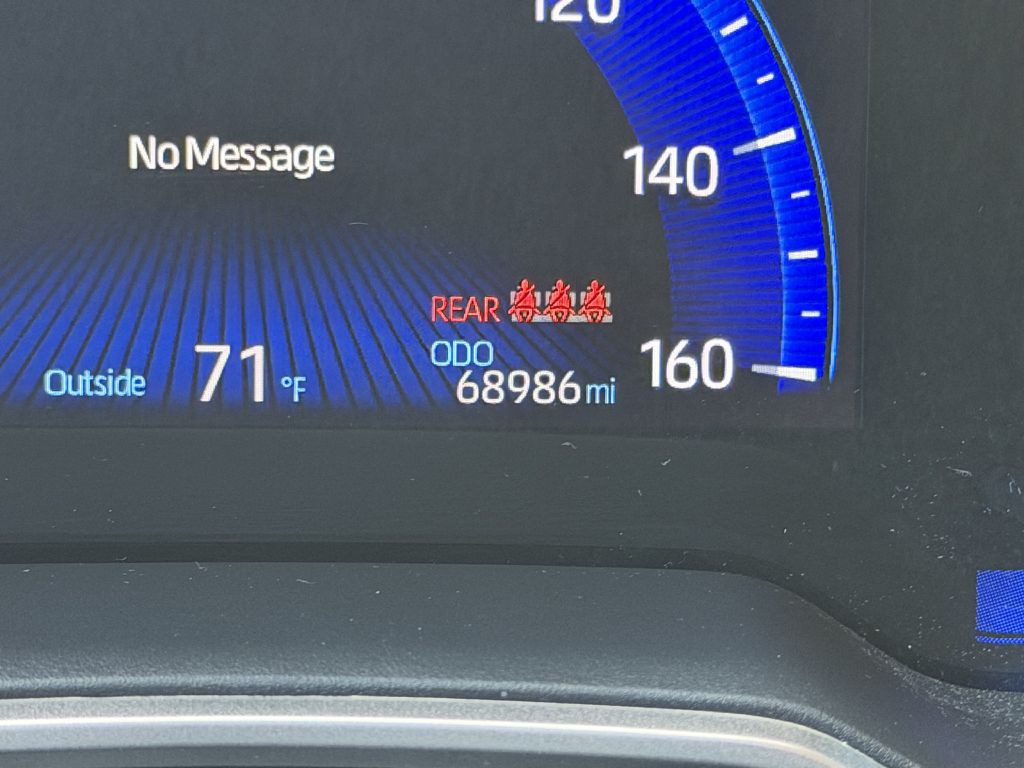 120
No Message
140
REAR
ODO
160
Outside 71 °F
68986 mi